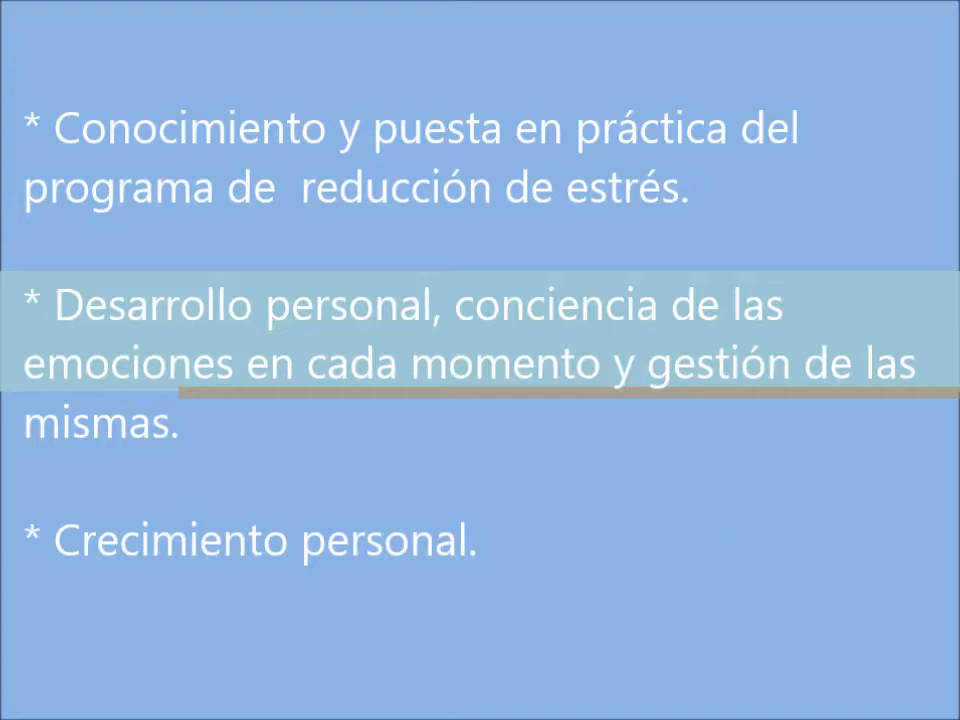 * Conocimiento y puesta en práctica del
programa de  reducción de estrés.
* Desarrollo personal, conciencia de las
emociones en cada momento y gestión de las
mismas.
* Crecimiento personal.